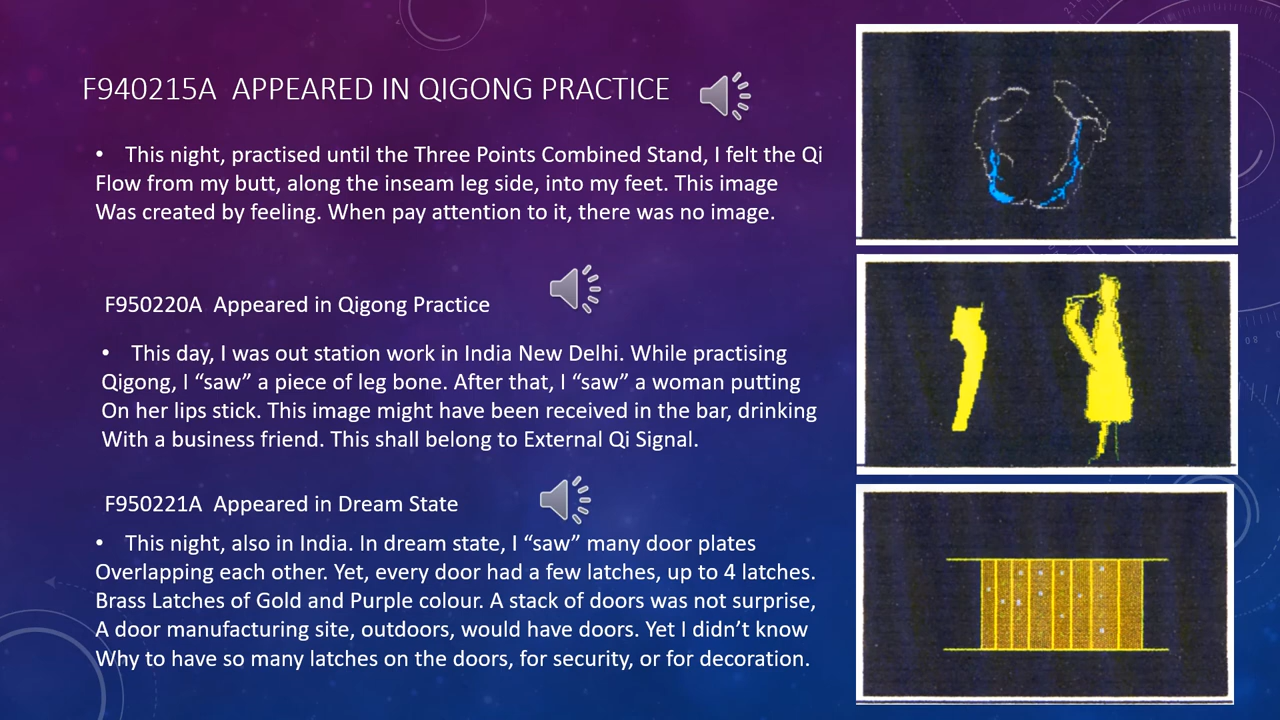 F940215A APPEARED IN QIGONG PRACTICE
• This night, practised until the Three Points Combined Stand, I felt the Qi
Flow from my butt, along the inseam leg side, into my feet. This image
Was created by feeling. When pay attention to it, there was no image.
F950220A Appeared in Qigong Practice
• This day, I was out station work in India New Delhi. While practising
Qigong, I “saw” a piece of leg bone. After that, I “saw” a woman putting
On her lips stick. This image might have been received in the bar, drinking
With a business friend. This shall belong to External Qi Signal.
F950221A Appeared in Dream State
• This night, also in India. In dream state, I “saw” many door plates
Overlapping each other. Yet, every door had a few latches, up to 4 latches.
Brass Latches of Gold and Purple colour. A stack of doors was not surprise,
A door manufacturing site, outdoors, would have doors. Yet I didn’t know
Why to have so many latches on the doors, for security, or for decoration.